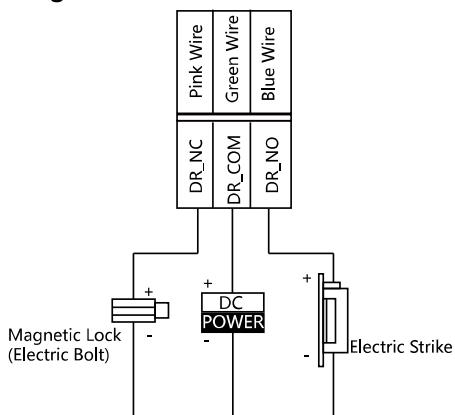 Pink Wire
Green Wire
Blue Wire
DR_NC
DR_COM
DR_NO
+
+
+
DC
POWER
-
-
-
Magnetic Lock
(Electric Bolt)
Electric Strike